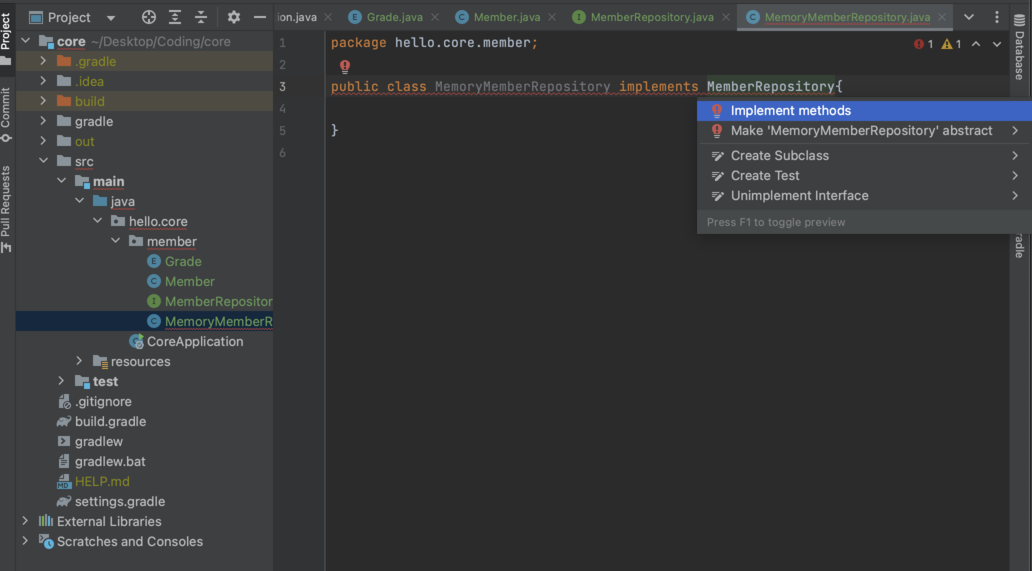 Project
ion.java
Grade.java
Member.java
MemberRepository.java
MemoryMemberRepository.java
Project
Commit
Pull Requests
core ~/Desktop/Coding/core
.gradle
.idea
build
gradle
out
src
main
java
hello.core
member
Grade
Member
MemberRepositor
MemoryMemberR
CoreApplication
resources
test
.gitignore
build.gradle
gradlew
gradlew.bat
MD HELP.md
settings.gradle
External Libraries
Scratches and Consoles
1 package hello.core.member;
1 1
2
3 public class MemoryMemberRepository implements MemberRepository{
4
5 }
6
Implement methods
Make 'MemoryMemberRepository' abstract
Create Subclass
Create Test
Unimplement Interface
Press F1 to toggle preview
Database
radle